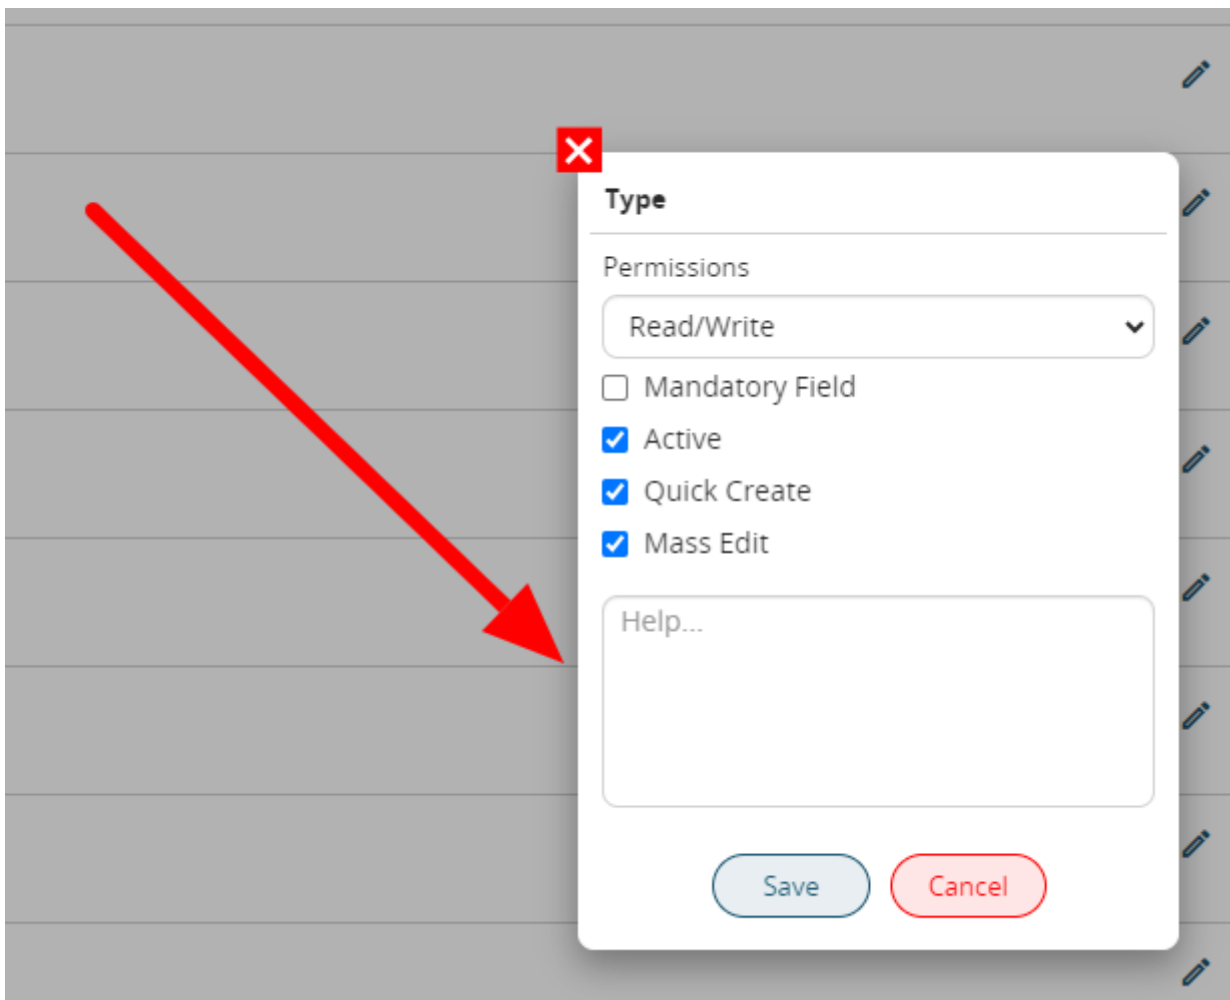 Type
Permissions
Read/Write
Mandatory Field
Active
Quick Create
Mass Edit
Help...
Save
Cancel